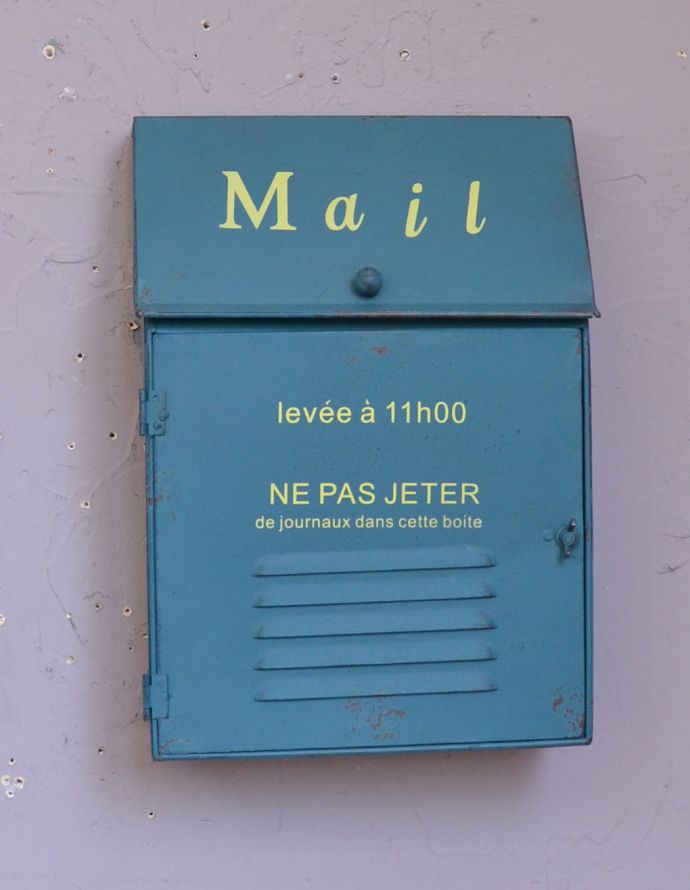 Mail
levée à 11h00
NE PAS JETER
de journaux dans cette boite